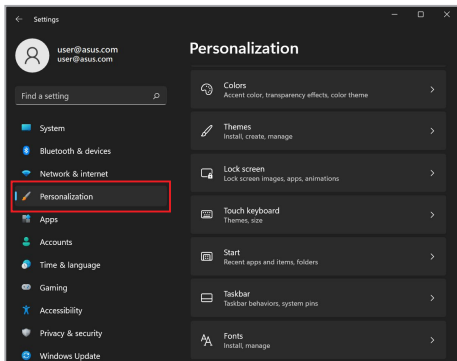 Settings
user@asus.com
user@asus.com
Find a setting
System
Bluetooth & devices
Network & internet
Personalization
Apps
Accounts
Time & language
Gaming
Accessibility
Privacy & security
Windows Update
Personalization
Colors
Accent color, transparency effects, color theme
Themes
Install, create, manage
Lock screen
Lock screen images, apps, animations
Touch keyboard
Themes, size
Start
Recent apps and items, folders
Taskbar
Taskbar behaviors, system pins
Fonts
Install, manage